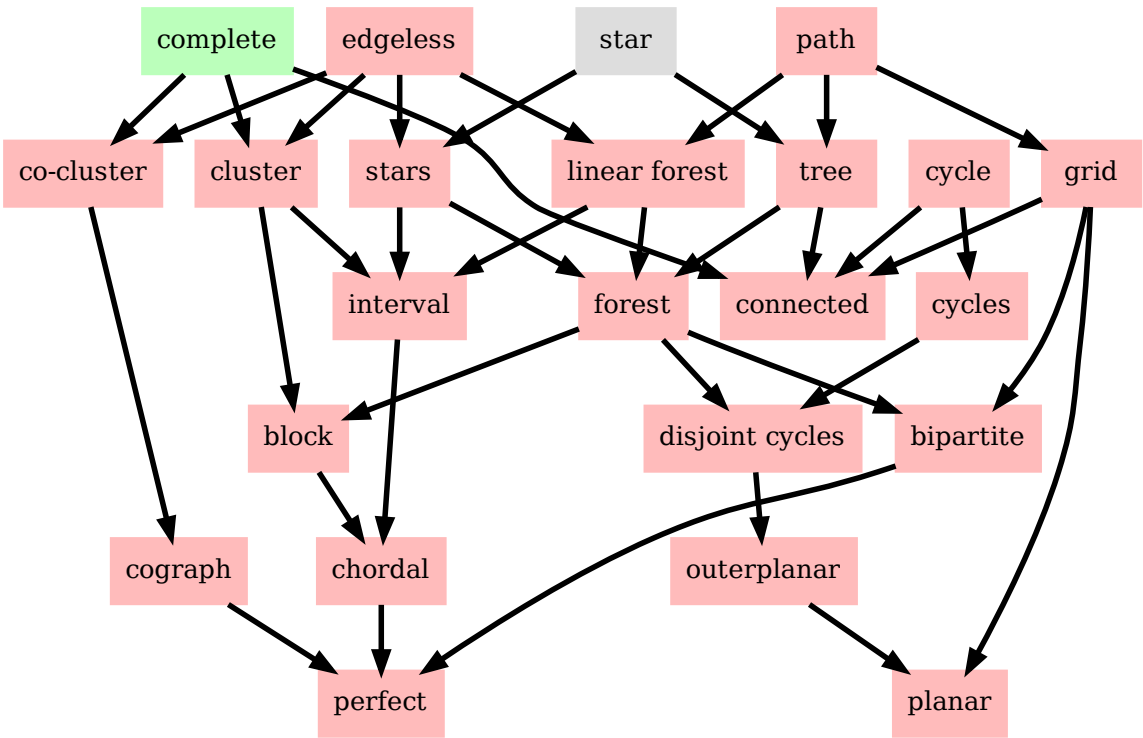 complete
edgeless
star
path
co-cluster
cluster
stars
linear forest
tree
cycle
grid
interval
forest
connected
cycles
block
disjoint cycles
bipartite
cograph
chordal
outerplanar
perfect
planar